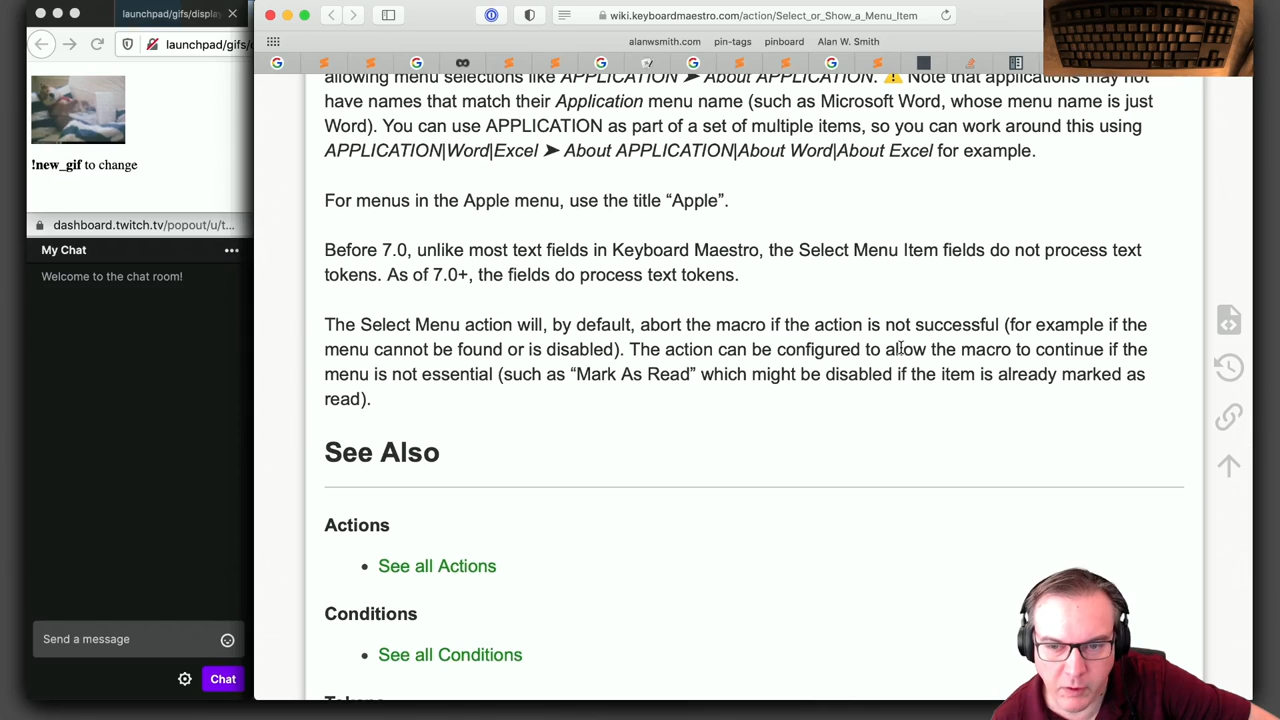 launchpad/gifs/displa
launchpad/gifs/
!new_gif to change
dashboard.twitch.tv/popout/u/t...
My Chat
Welcome to the chat room!
Send a message
Chat
wiki.keyboardmaestro.com/action/Select_or_Show_a_Menu_Item
alanwsmith.com pin-tags pinboard Alan W. Smith
allowing menu selections like APPLICATION ➤ About APPLICATION. ⚠ Note that applications may not
have names that match their Application menu name (such as Microsoft Word, whose menu name is just
Word). You can use APPLICATION as part of a set of multiple items, so you can work around this using
APPLICATION|Word|Excel ➤ About APPLICATION|About Word|About Excel for example.
For menus in the Apple menu, use the title “Apple”.
Before 7.0, unlike most text fields in Keyboard Maestro, the Select Menu Item fields do not process text
tokens. As of 7.0+, the fields do process text tokens.
The Select Menu action will, by default, abort the macro if the action is not successful (for example if the
menu cannot be found or is disabled). The action can be configured to allow the macro to continue if the
menu is not essential (such as “Mark As Read” which might be disabled if the item is already marked as
read).
See Also
Actions
• See all Actions
Conditions
• See all Conditions
Tokens